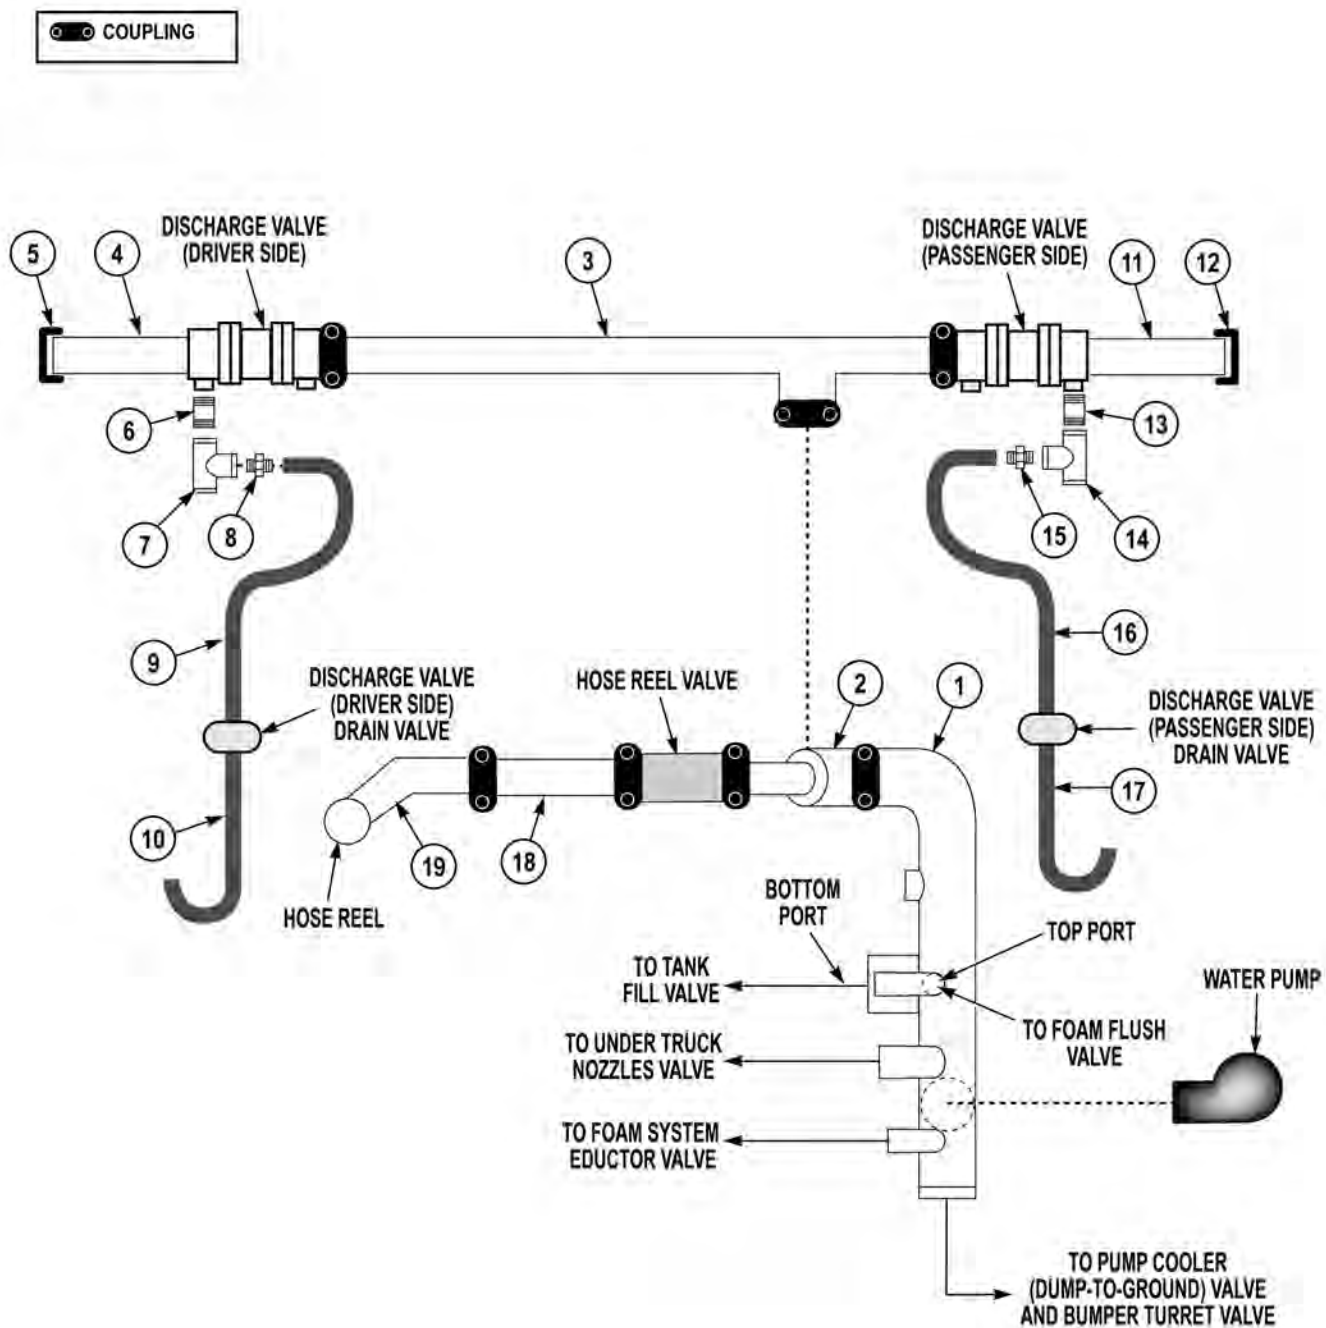 COUPLING
DISCHARGE VALVE
(DRIVER SIDE)
DISCHARGE VALVE
(PASSENGER SIDE)
5
4
3
11
12
6
13
7
8
15
14
9
16
DISCHARGE VALVE
(DRIVER SIDE)
DRAIN VALVE
HOSE REEL VALVE
2
1
DISCHARGE VALVE
(PASSENGER SIDE)
DRAIN VALVE
10
19
18
17
HOSE REEL
BOTTOM
PORT
TOP PORT
TO TANK
FILL VALVE
WATER PUMP
TO FOAM FLUSH
VALVE
TO UNDER TRUCK
NOZZLES VALVE
TO FOAM SYSTEM
EDUCTOR VALVE
TO PUMP COOLER
(DUMP-TO-GROUND) VALVE
AND BUMPER TURRET VALVE